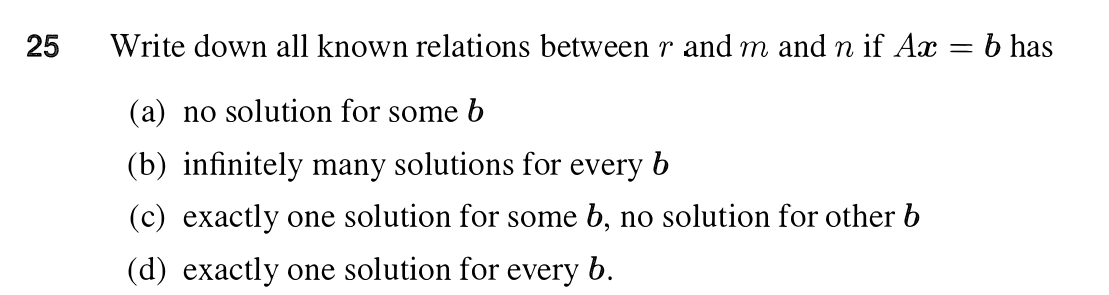 25 Write down all known relations between r and m and n if Ax = b has
(a) no solution for some b
(b) infinitely many solutions for every b
(c) exactly one solution for some b, no solution for other b
(d) exactly one solution for every b.